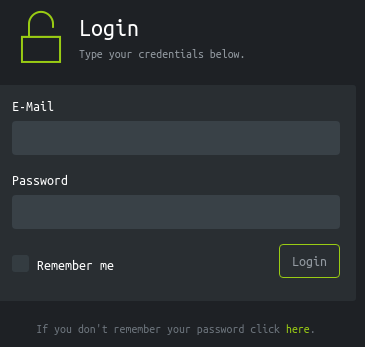 Login
Type your credentials below.
E-Mail
Password
Remember me
Login
If you don't remember your password click here.